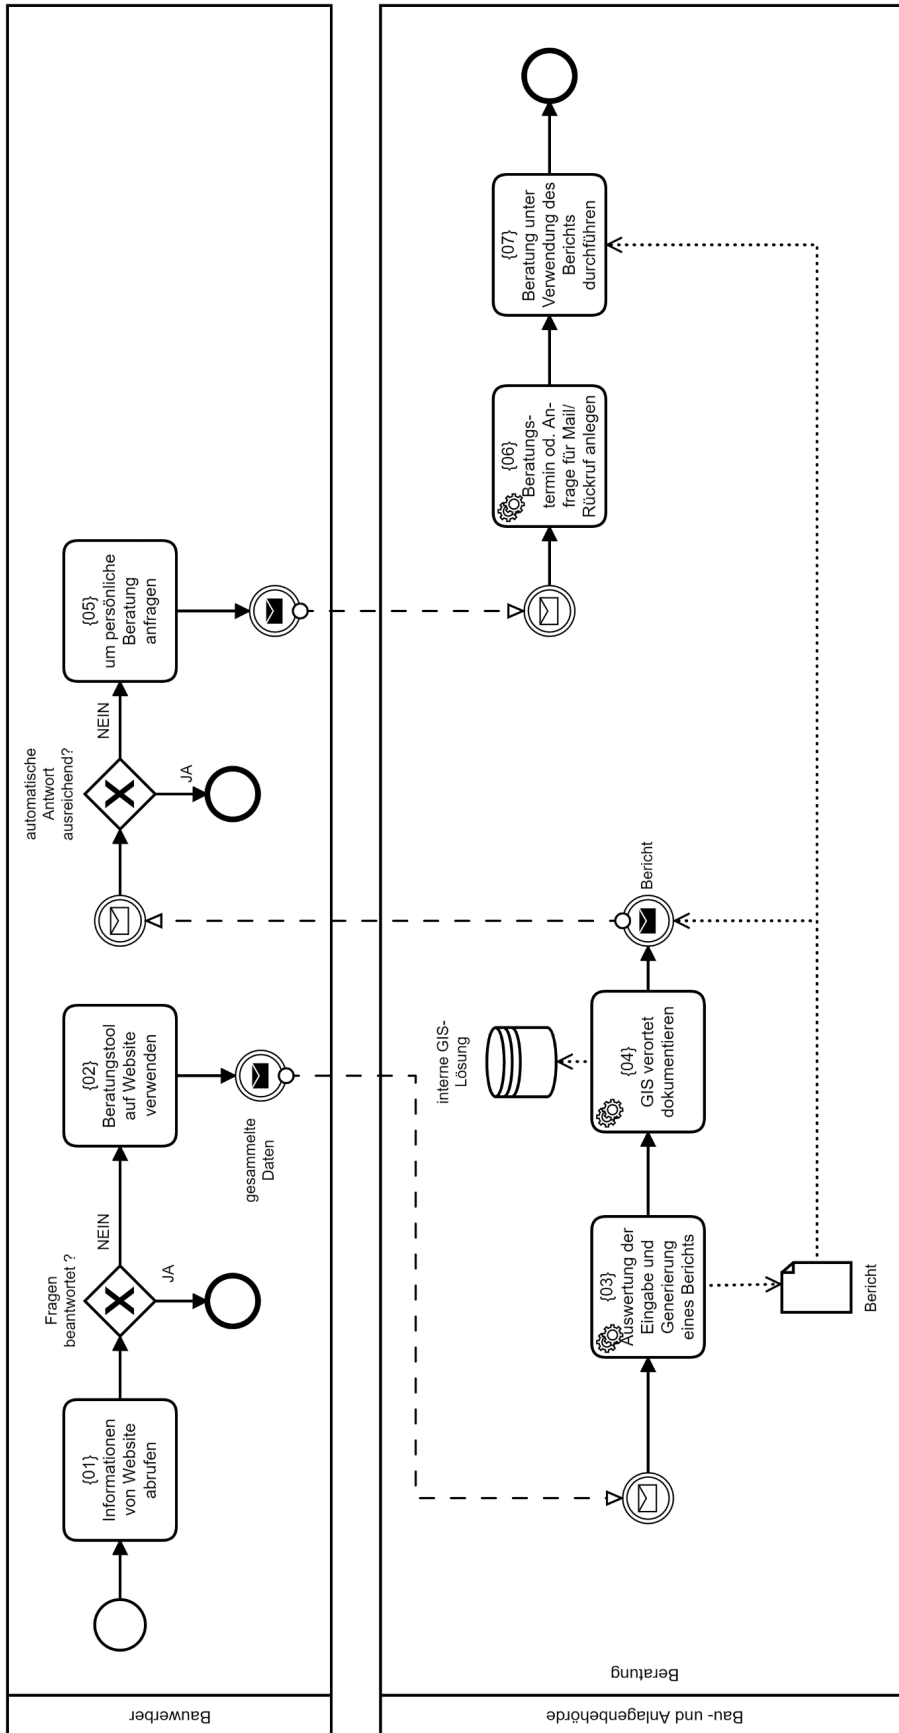 automatische
Antwort
ausreichend?
NEIN
JA
{05}
um persönliche
Beratung
anfragen
Fragen
beantwortet ?
NEIN
JA
{02}
Beratungstool
auf Website
verwenden
gesammelte
Daten
{01}
Informationen
von Website
abrufen
Bauwerber
{07}
Beratung unter
Verwendung des
Berichts
durchführen
{06}
Beratungs-
termin od. An-
frage für Mail/
Rückruf anlegen
Bericht
interne GIS-
Lösung
{04}
GIS verortet
dokumentieren
{03}
Auswertung der
Eingabe und
Generierung
eines Berichts
Bericht
Beratung
Bau- und Anlagenbehörde